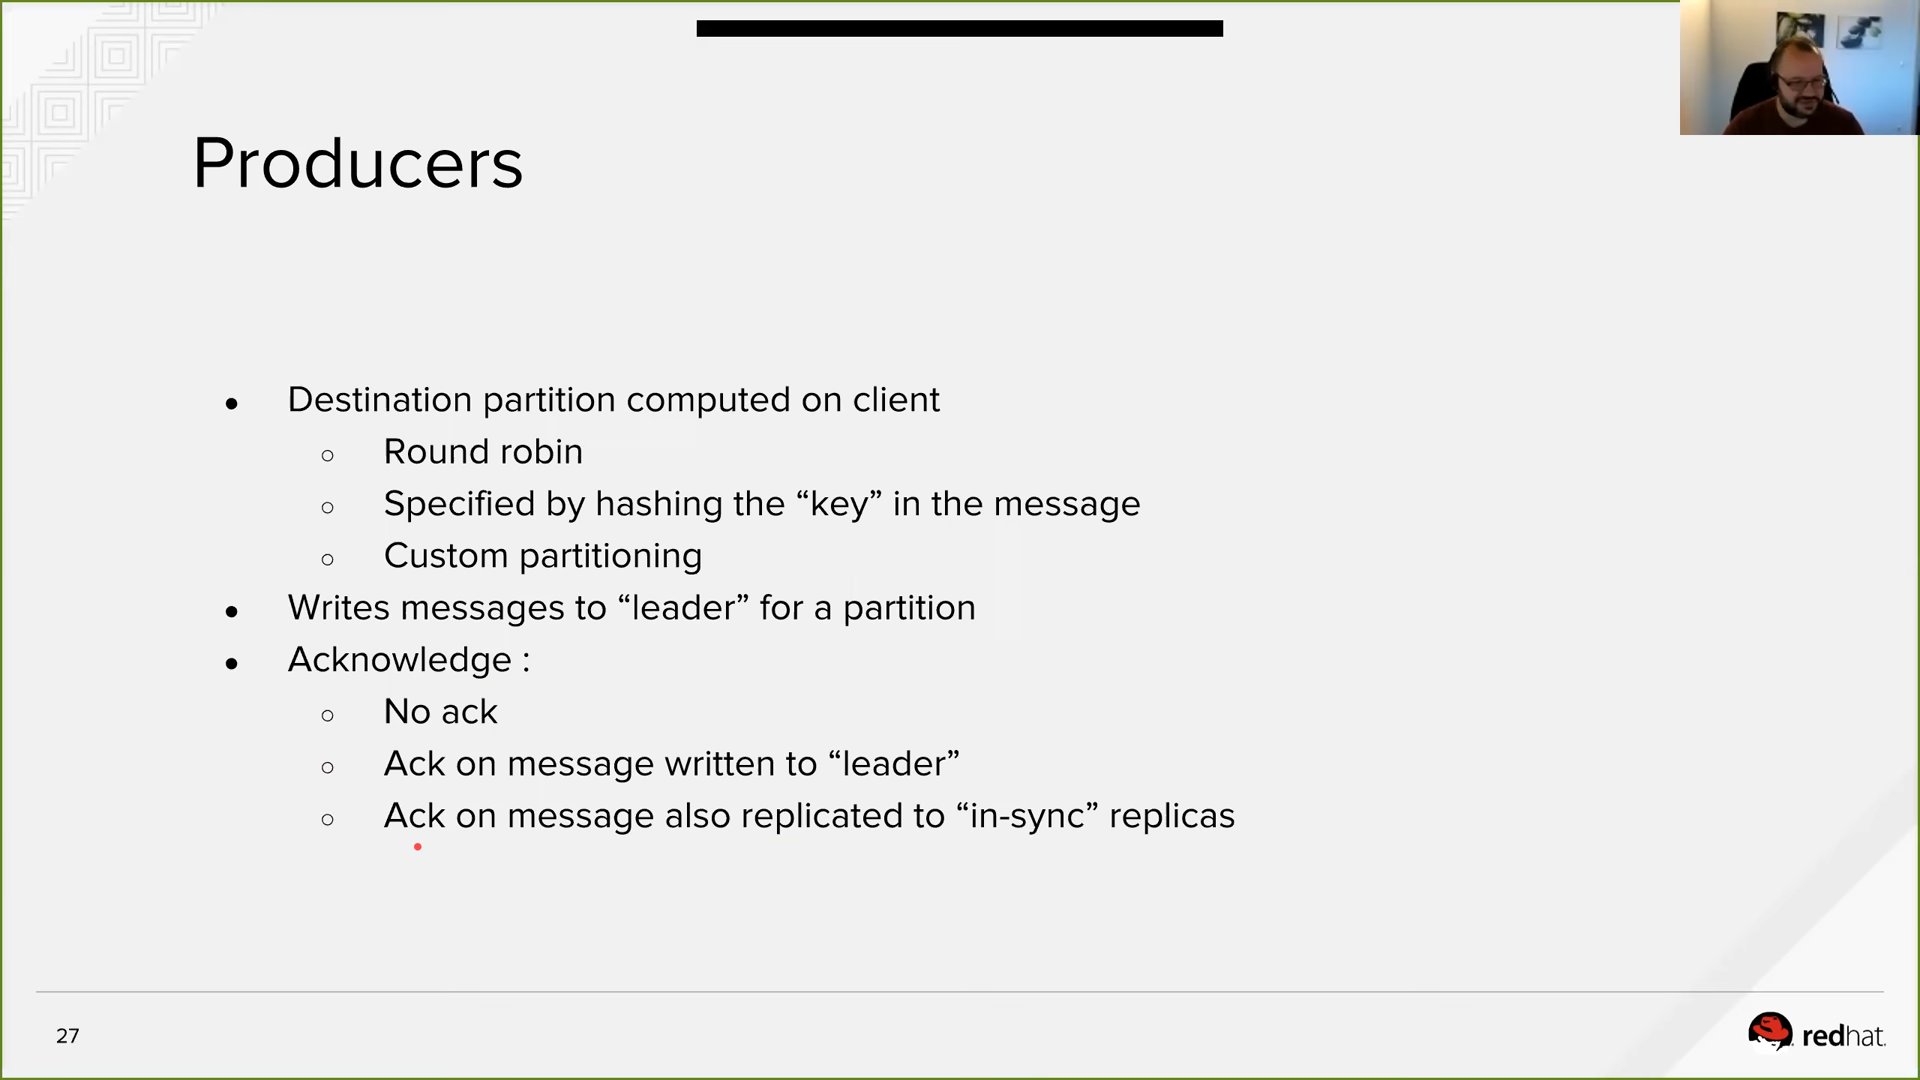 Producers
● Destination partition computed on client
○ Round robin
○ Specified by hashing the “key” in the message
○ Custom partitioning
● Writes messages to “leader” for a partition
● Acknowledge :
○ No ack
○ Ack on message written to “leader”
○ Ack on message also replicated to “in-sync” replicas
27
redhat.